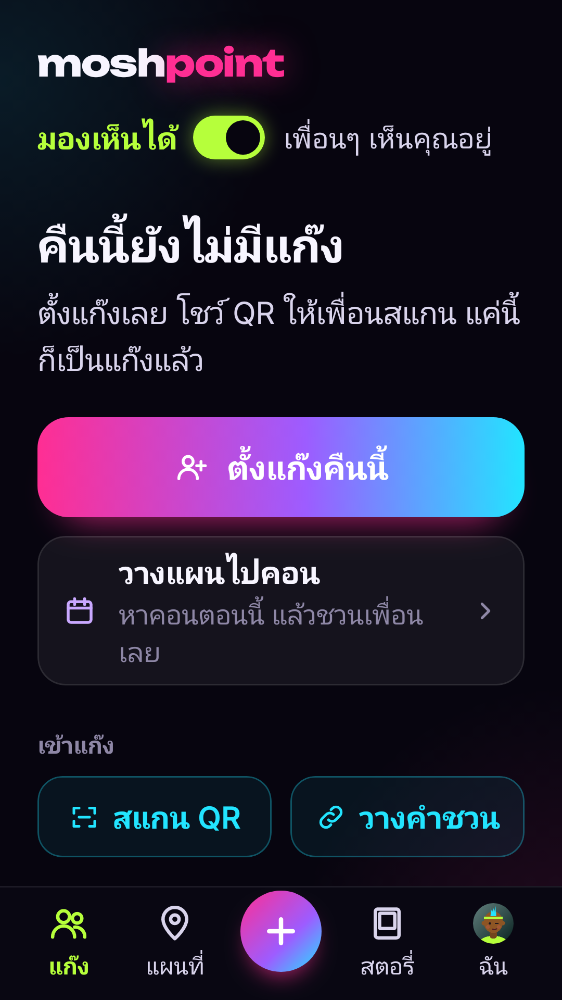 moshpoint
มองเห็นได้ เพื่อนๆ เห็นคุณอยู่
คืนนี้ยังไม่มีแก๊ง
ตั้งแก๊งเลย โชว์ QR ให้เพื่อนสแกน แค่นี้
ก็เป็นแก๊งแล้ว
ตั้งแก๊งคืนนี้
วางแผนไปคอน
หาคอนตอนนี้ แล้วชวนเพื่อน
เลย
เข้าแก๊ง
สแกน QR วางคำชวน
แก๊ง แผนที่ สตอรี่ ฉัน